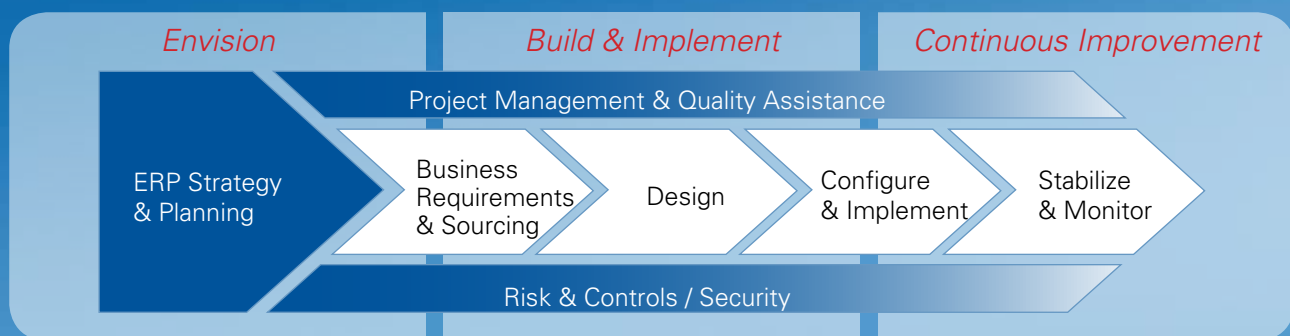 Envision
Build & Implement
Continuous Improvement
Project Management & Quality Assistance
ERP Strategy
& Planning
Business
Requirements
& Sourcing
Design
Configure
& Implement
Stabilize
& Monitor
Risk & Controls / Security